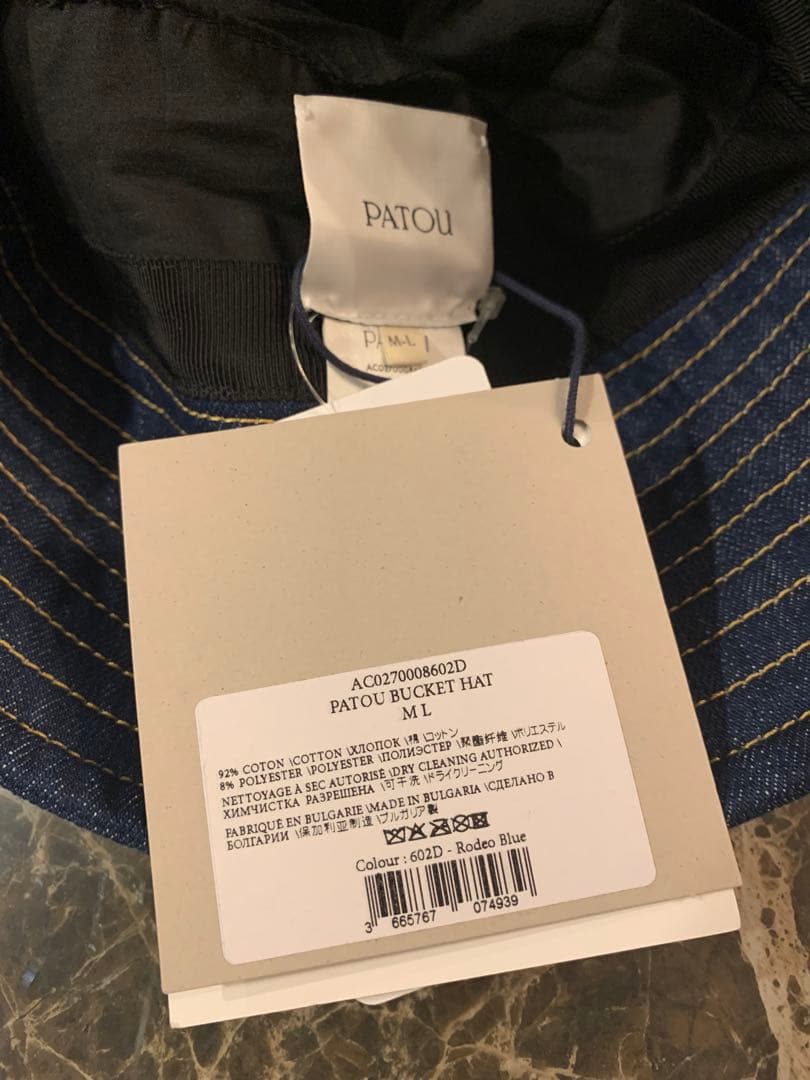 PATOU
M-L
AC0270008602D
PATOU BUCKET HAT
M L
92% COTON \COTTON \ХЛОПОК \棉 \コットン
8% POLYESTER \POLYESTER \ПОЛИЭСТЕР \聚酯纤维 \ポリエステル
NETTOYAGE À SEC AUTORISÉ \DRY CLEANING AUTHORIZED \
ХИМЧИСТКА РАЗРЕШЕНА \可干洗 \ドライクリーニング
FABRIQUÉ EN BULGARIE \MADE IN BULGARIA \СДЕЛАНО В
БОЛГАРИИ \保加利亚制造 \ブルガリア製
Colour : 602D - Rodeo Blue
3 665767 074939